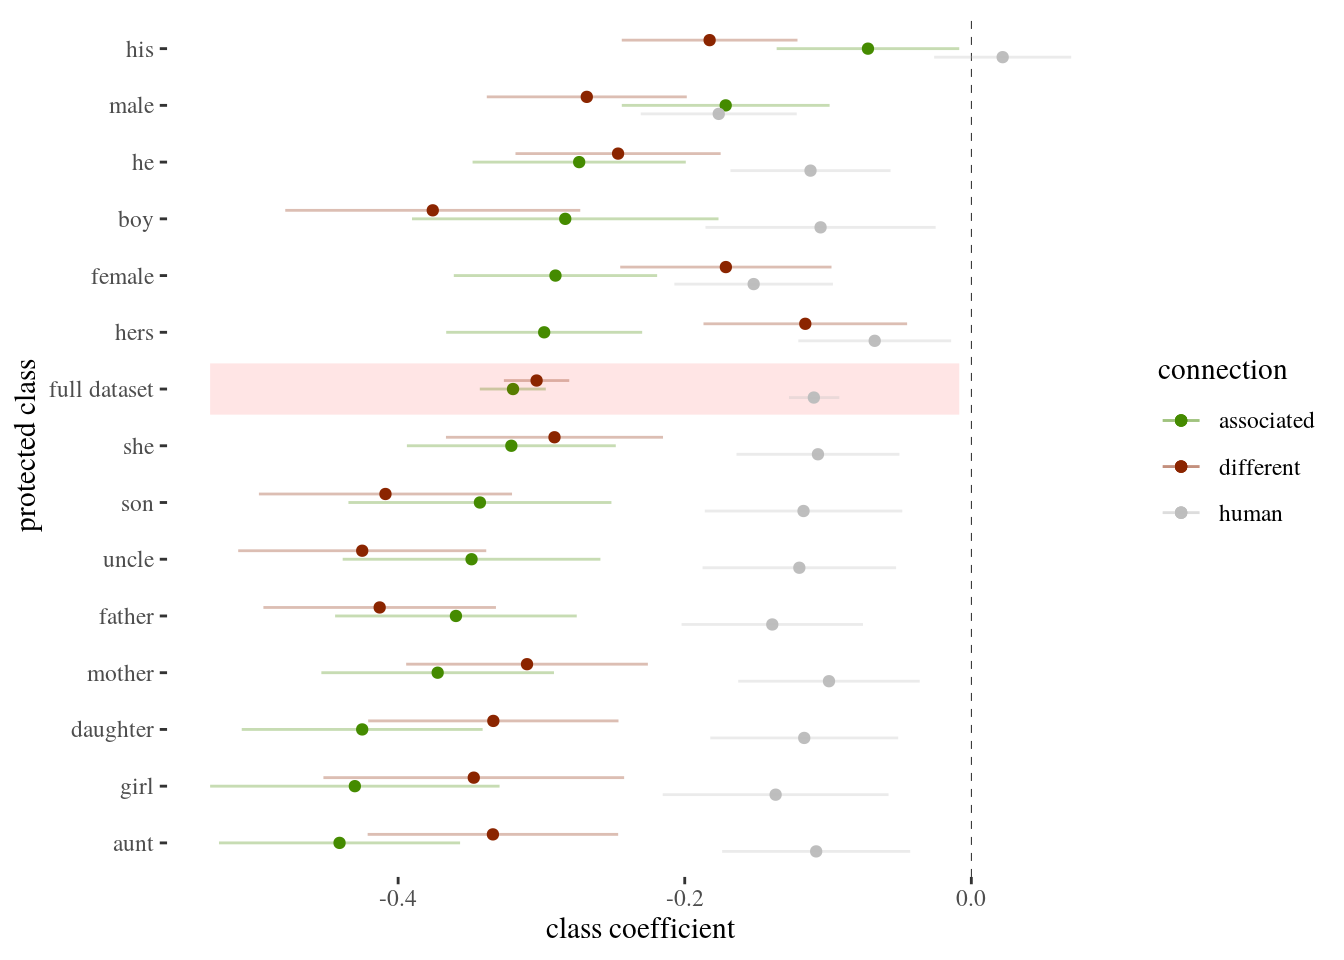 protected class
his
male
he
boy
female
hers
full dataset
she
son
uncle
father
mother
daughter
girl
aunt
-0.4 -0.2 0.0
class coefficient
connection
associated
different
human